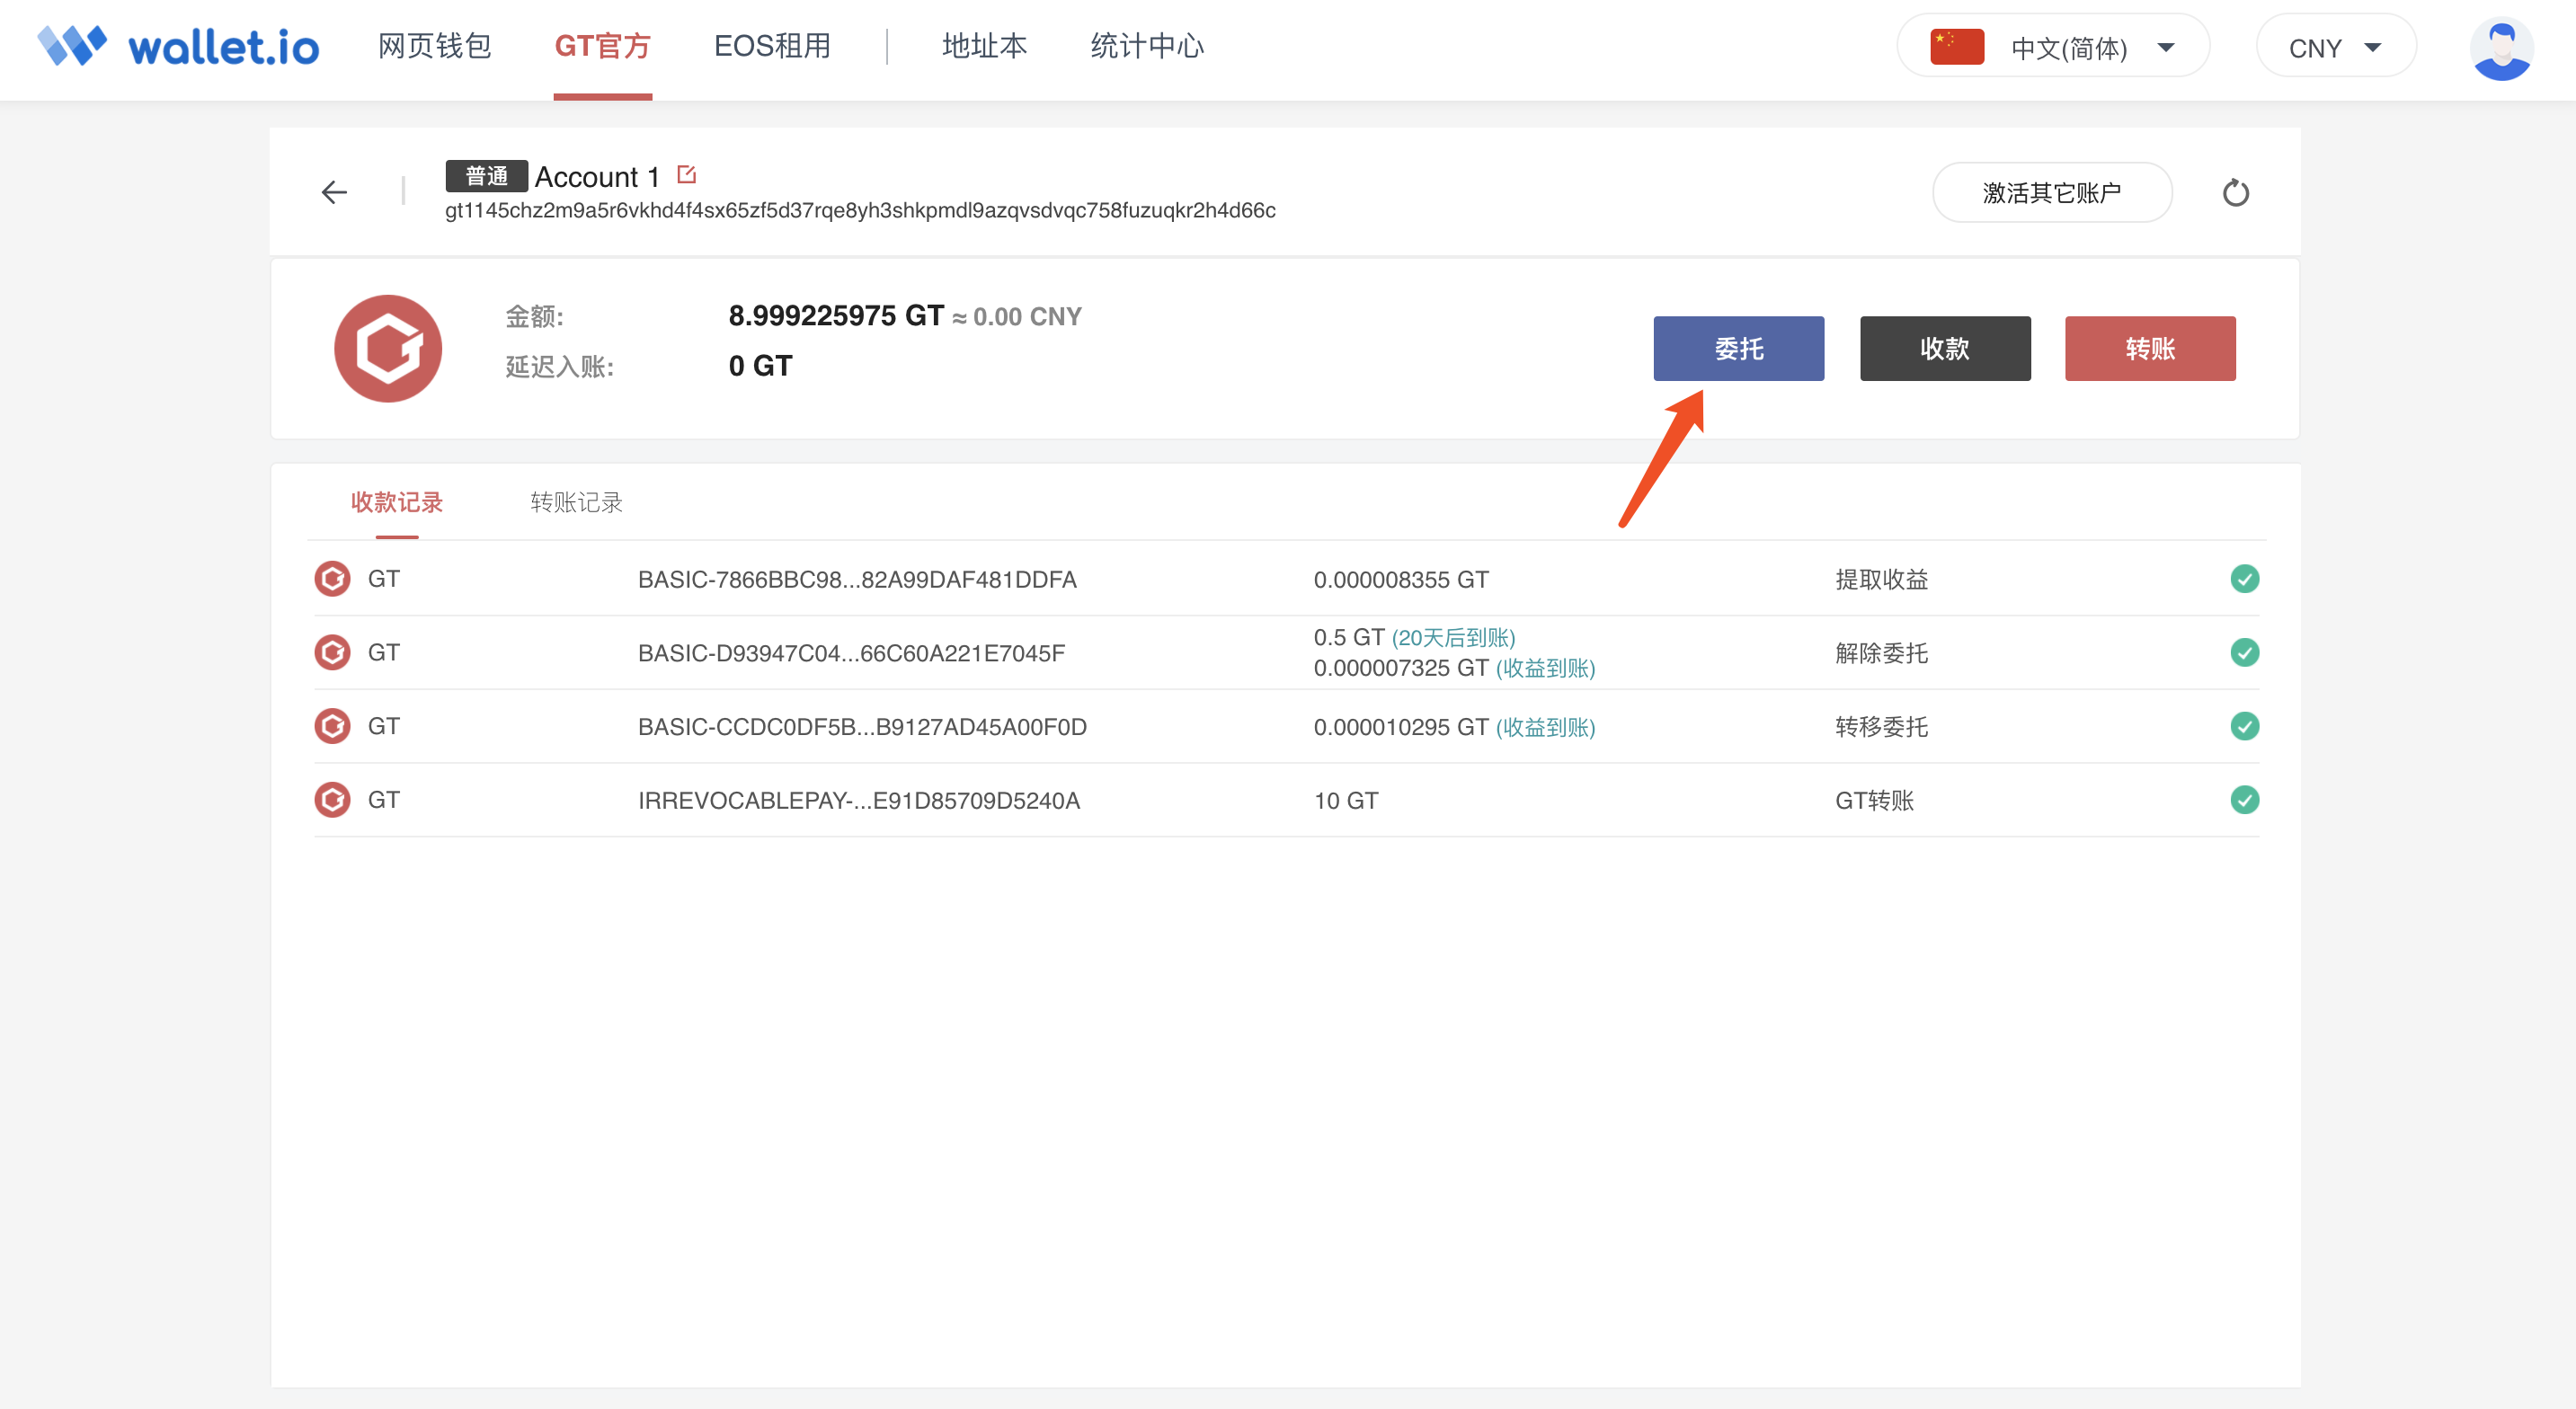 wallet.io 网页钱包 GT官方 EOS租用 地址本 统计中心 中文(简体) CNY
普通 Account 1
gt1145chz2m9a5r6vkhd4f4sx65zf5d37rqe8yh3shkpmdl9azqvsdvqc758fuzuqkr2h4d66c
激活其它账户
金额: 8.999225975 GT ≈ 0.00 CNY
延迟入账: 0 GT
委托 收款 转账
收款记录 转账记录
GT BASIC-7866BBC98...82A99DAF481DDFA 0.000008355 GT 提取收益
GT BASIC-D93947C04...66C60A221E7045F 0.5 GT (20天后到账) 解除委托
0.000007325 GT (收益到账)
GT BASIC-CCDC0DF5B...B9127AD45A00F0D 0.000010295 GT (收益到账) 转移委托
GT IRREVOCABLEPAY-...E91D85709D5240A 10 GT GT转账